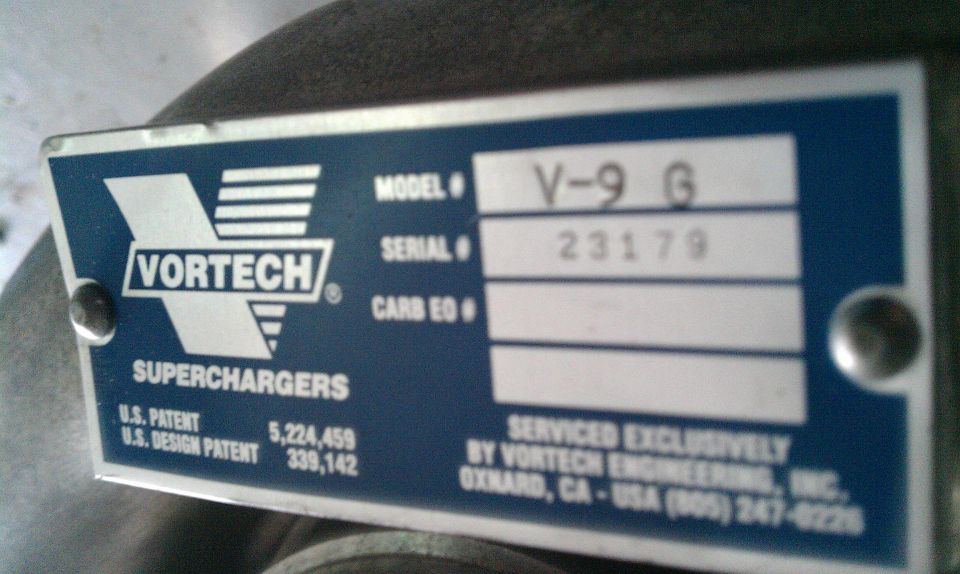 VORTECH®
SUPERCHARGERS
U.S. PATENT 5,224,459
U.S. DESIGN PATENT 339,142
MODEL # V-9 G
SERIAL # 23179
CARB EO #
SERVICED EXCLUSIVELY
BY VORTECH ENGINEERING, INC.
OXNARD, CA - USA (805) 247-0226